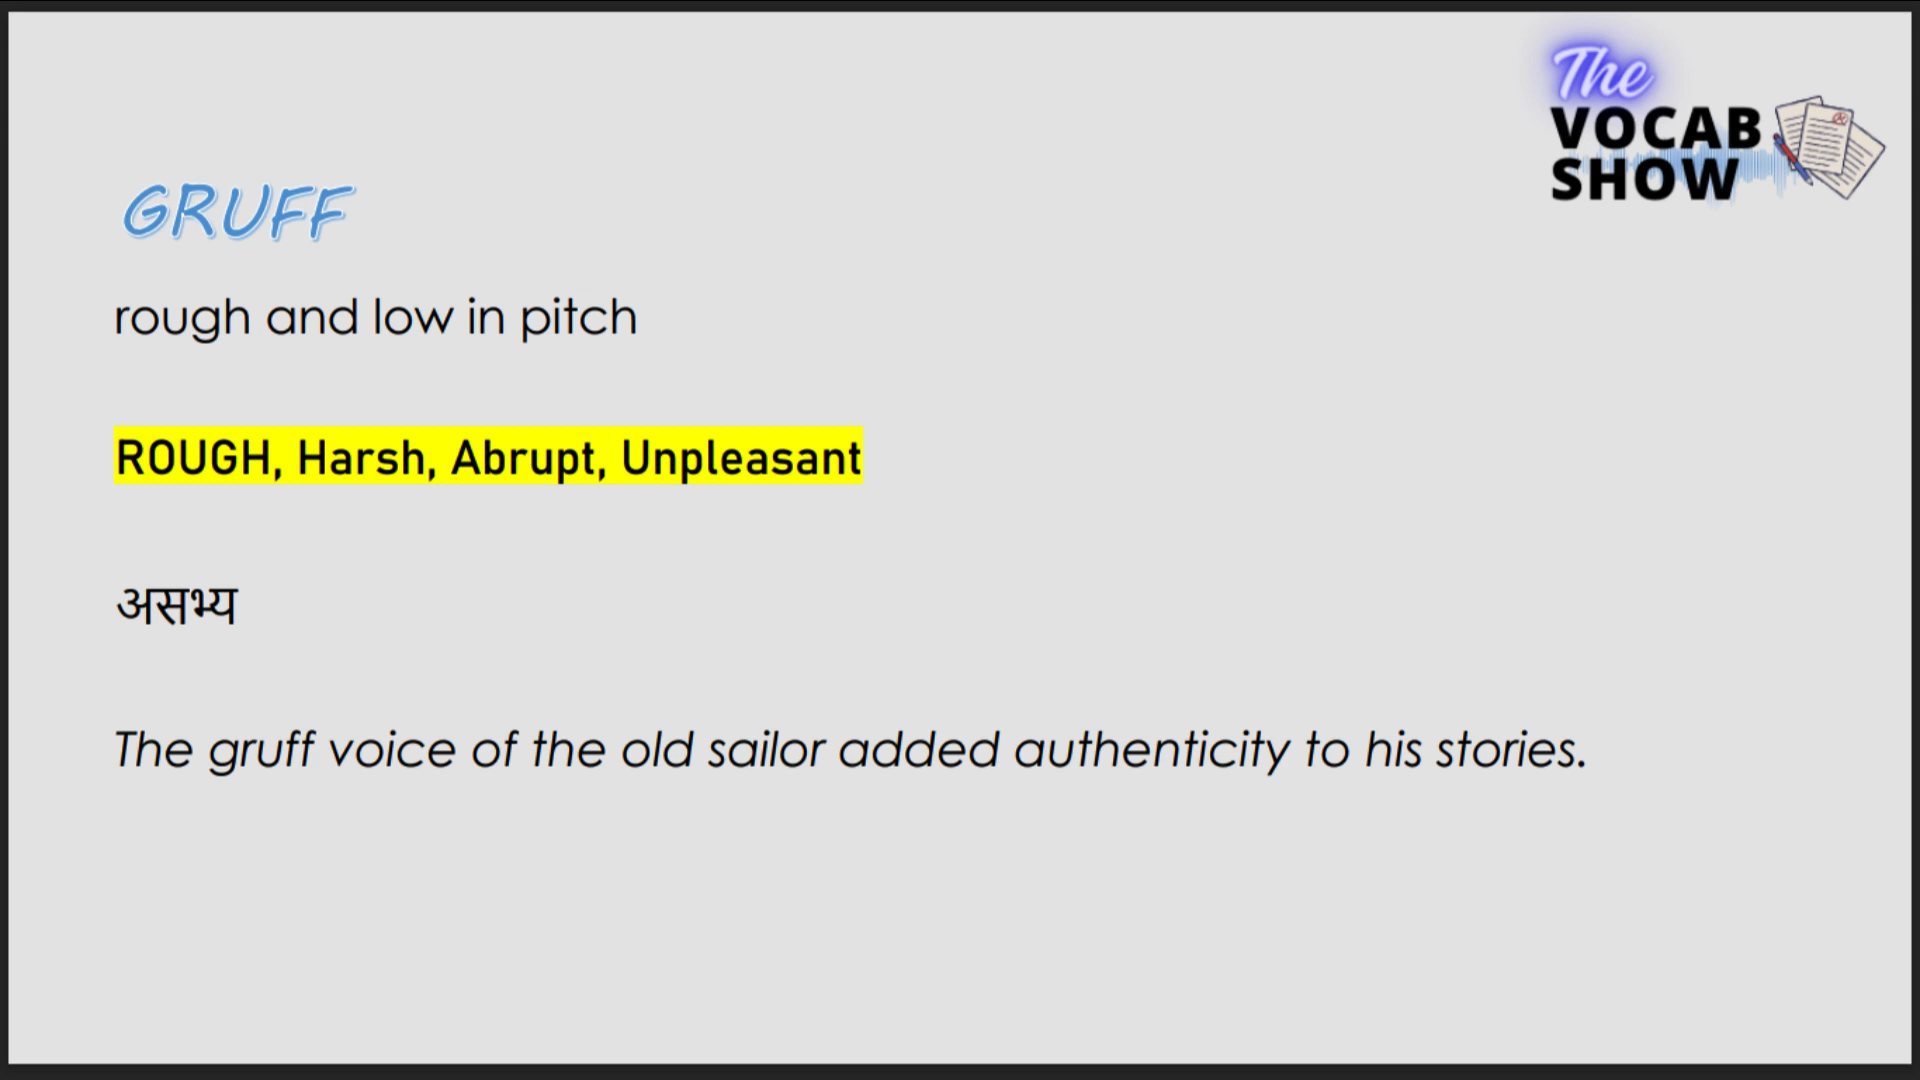 The
VOCAB
SHOW
GRUFF
rough and low in pitch
ROUGH, Harsh, Abrupt, Unpleasant
असभ्य
The gruff voice of the old sailor added authenticity to his stories.